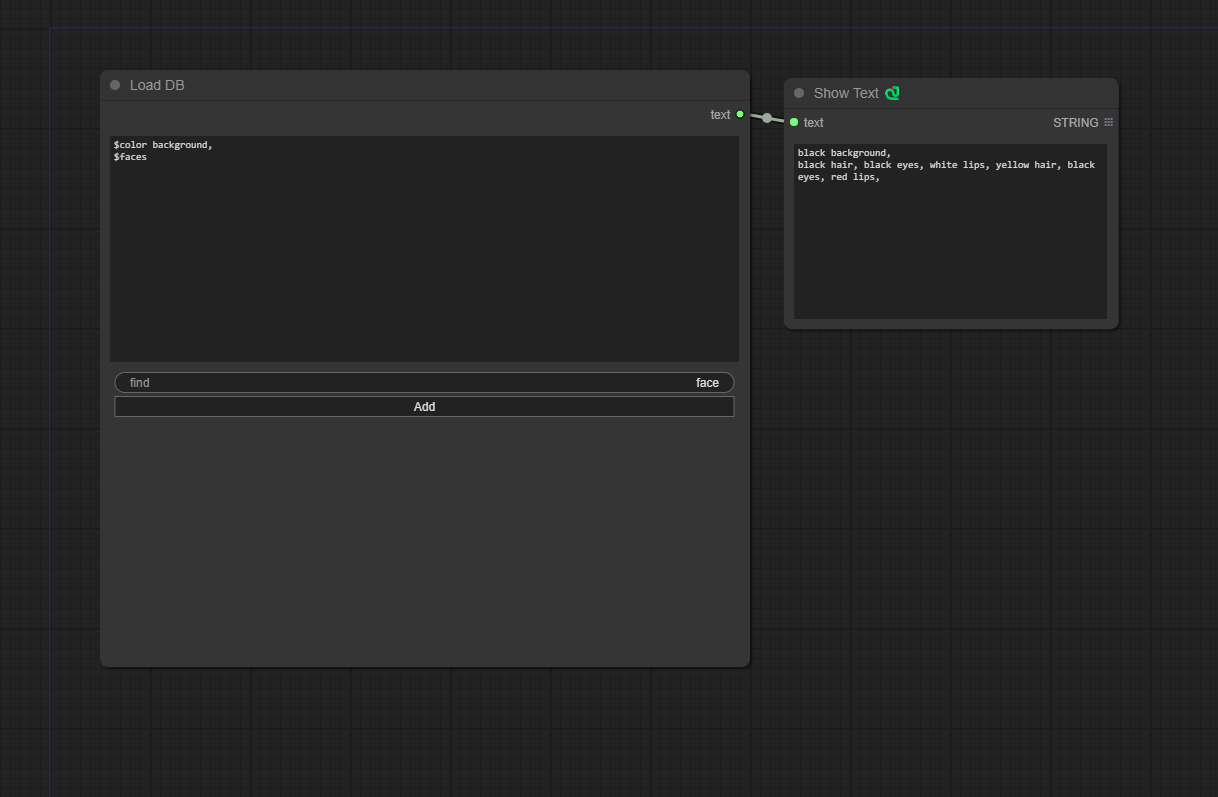 Load DB
text
$color background,
$faces
find face
Add
Show Text
text STRING
black background,
black hair, black eyes, white lips, yellow hair, black
eyes, red lips,